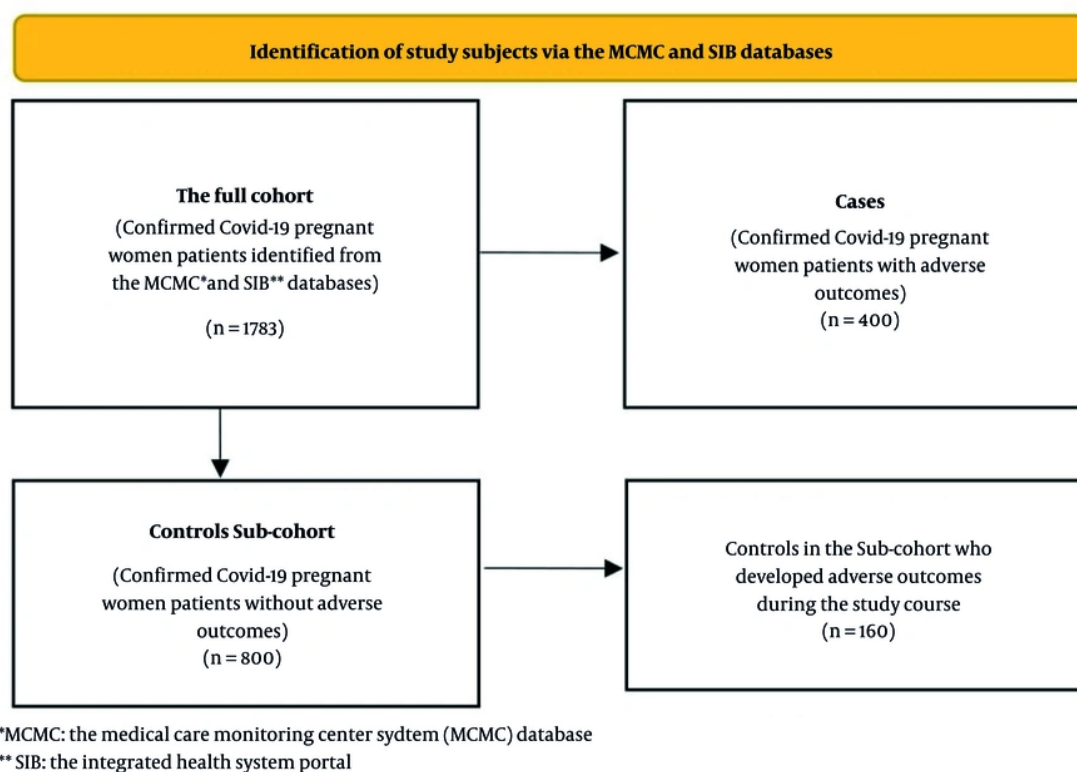 Identification of study subjects via the MCMC and SIB databases
The full cohort
(Confirmed Covid-19 pregnant
women patients identified from
the MCMC*and SIB** databases)
(n = 1783)
Cases
(Confirmed Covid-19 pregnant
women patients with adverse
outcomes)
(n = 400)
Controls Sub-cohort
(Confirmed Covid-19 pregnant
women patients without adverse
outcomes)
(n = 800)
Controls in the Sub-cohort who
developed adverse outcomes
during the study course
(n = 160)
*MCMC: the medical care monitoring center sydtem (MCMC) database
** SIB: the integrated health system portal